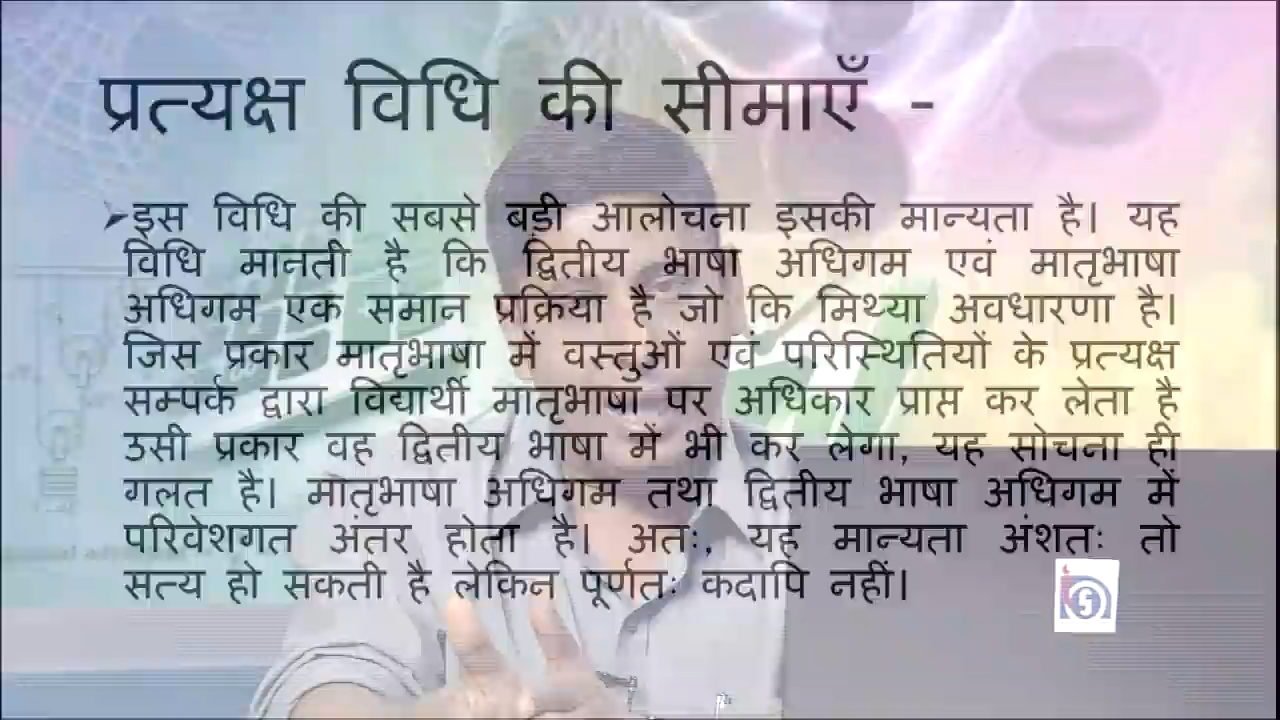 प्रत्यक्ष विधि की सीमाएँ -
➢इस विधि की सबसे बड़ी आलोचना इसकी मान्यता है। यह
विधि मानती है कि द्वितीय भाषा अधिगम एवं मातृभाषा
अधिगम एक समान प्रक्रिया है जो कि मिथ्या अवधारणा है।
जिस प्रकार मातृभाषा में वस्तुओं एवं परिस्थितियों के प्रत्यक्ष
सम्पर्क द्वारा विद्यार्थी मातृभाषा पर अधिकार प्राप्त कर लेता है
उसी प्रकार वह द्वितीय भाषा में भी कर लेगा, यह सोचना ही
गलत है। मातृभाषा अधिगम तथा द्वितीय भाषा अधिगम में
परिवेशगत अंतर होता है। अतः, यह मान्यता अंशतः तो
सत्य हो सकती है लेकिन पूर्णतः कदापि नहीं।